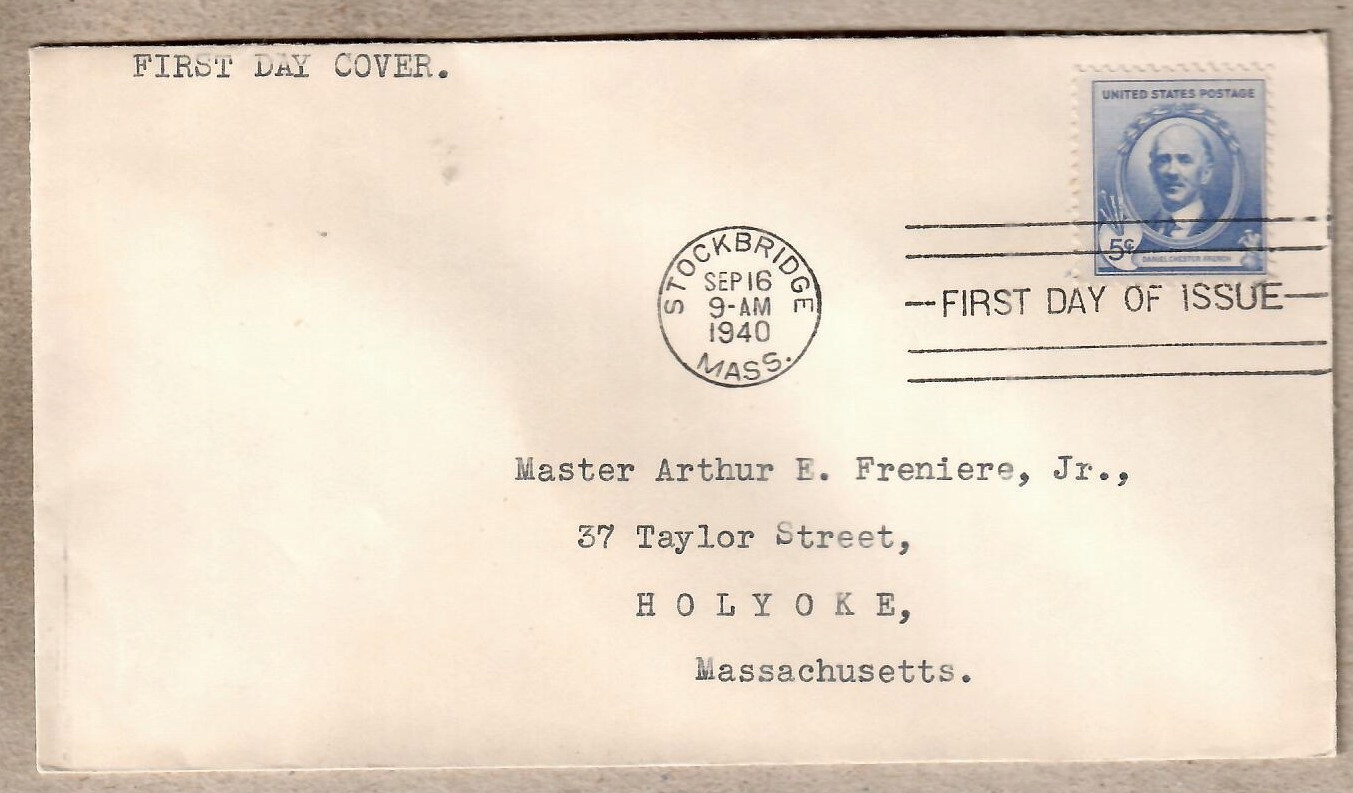 FIRST DAY COVER.
UNITED STATES POSTAGE
5¢
DANIEL CHESTER FRENCH
STOCKBRIDGE
SEP 16
9-AM
1940
MASS.
FIRST DAY OF ISSUE
Master Arthur E. Freniere, Jr.,
37 Taylor Street,
H O L Y O K E,
Massachusetts.